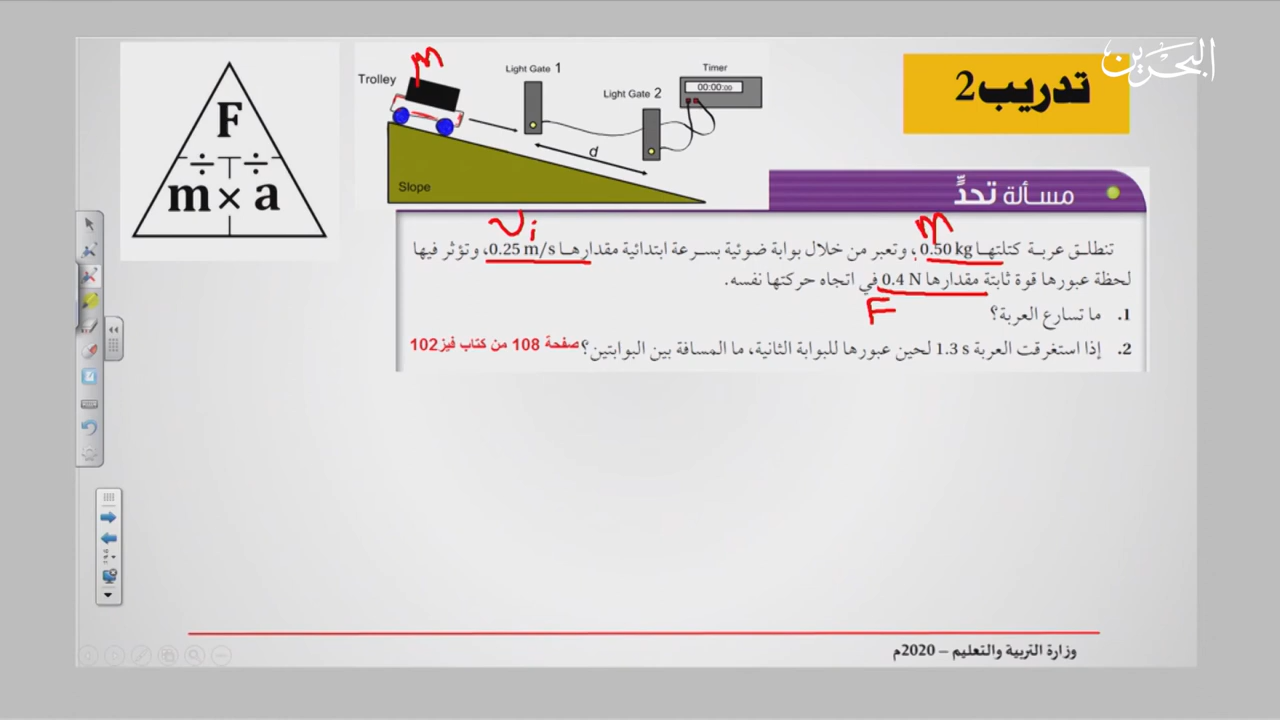 البحرين
تدريب2
F
÷ ÷
m × a
m
Trolley
Light Gate 1
Light Gate 2
Timer
00:00:00
d
Slope
مسألة تحدٍّ
v i
m
تنطلق عربة كتلتها 0.50 kg، وتعبر من خلال بوابة ضوئية بسرعة ابتدائية مقدارها 0.25 m/s، وتؤثر فيها
لحظة عبورها قوة ثابتة مقدارها 0.4 N في اتجاه حركتها نفسه.
F
1. ما تسارع العربة؟
2. إذا استغرقت العربة 1.3 s لحين عبورها للبوابة الثانية، ما المسافة بين البوابتين؟ صفحة 108 من كتاب فيز102
وزارة التربية والتعليم – 2020م